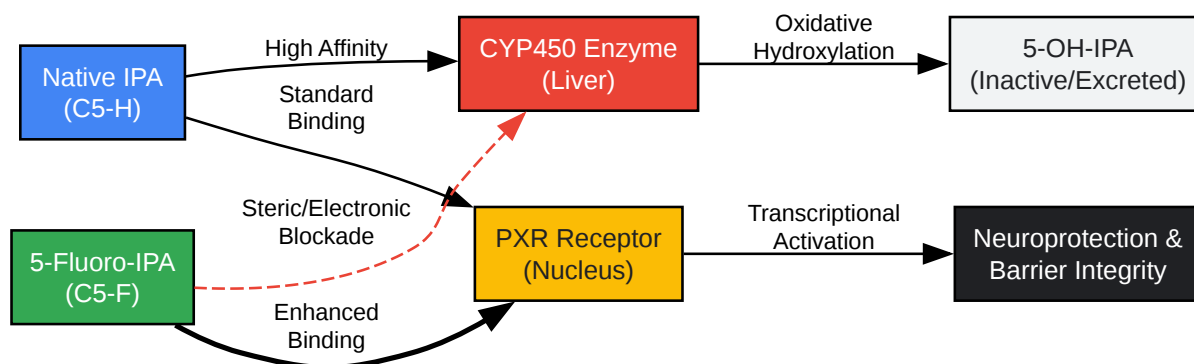 Native IPA
(C5-H)
High Affinity
CYP450 Enzyme
(Liver)
Oxidative
Hydroxylation
5-OH-IPA
(Inactive/Excreted)
Standard
Binding
5-Fluoro-IPA
(C5-F)
Steric/Electronic
Blockade
Enhanced
Binding
PXR Receptor
(Nucleus)
Transcriptional
Activation
Neuroprotection &
Barrier Integrity